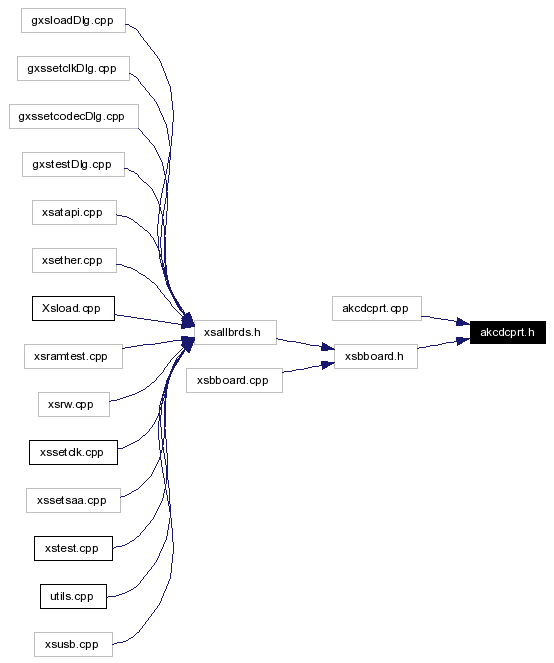 gxsloadDlg.cpp
gxssetclkDlg.cpp
gxssetcodecDlg.cpp
gxstestDlg.cpp
xsatapi.cpp
xsether.cpp
Xsload.cpp
xsramtest.cpp
xsrw.cpp
xssetclk.cpp
xssetsaa.cpp
xstest.cpp
utils.cpp
xsusb.cpp
xsallbrds.h
xsbboard.cpp
akcdcprt.cpp
xsbboard.h
akcdcprt.h